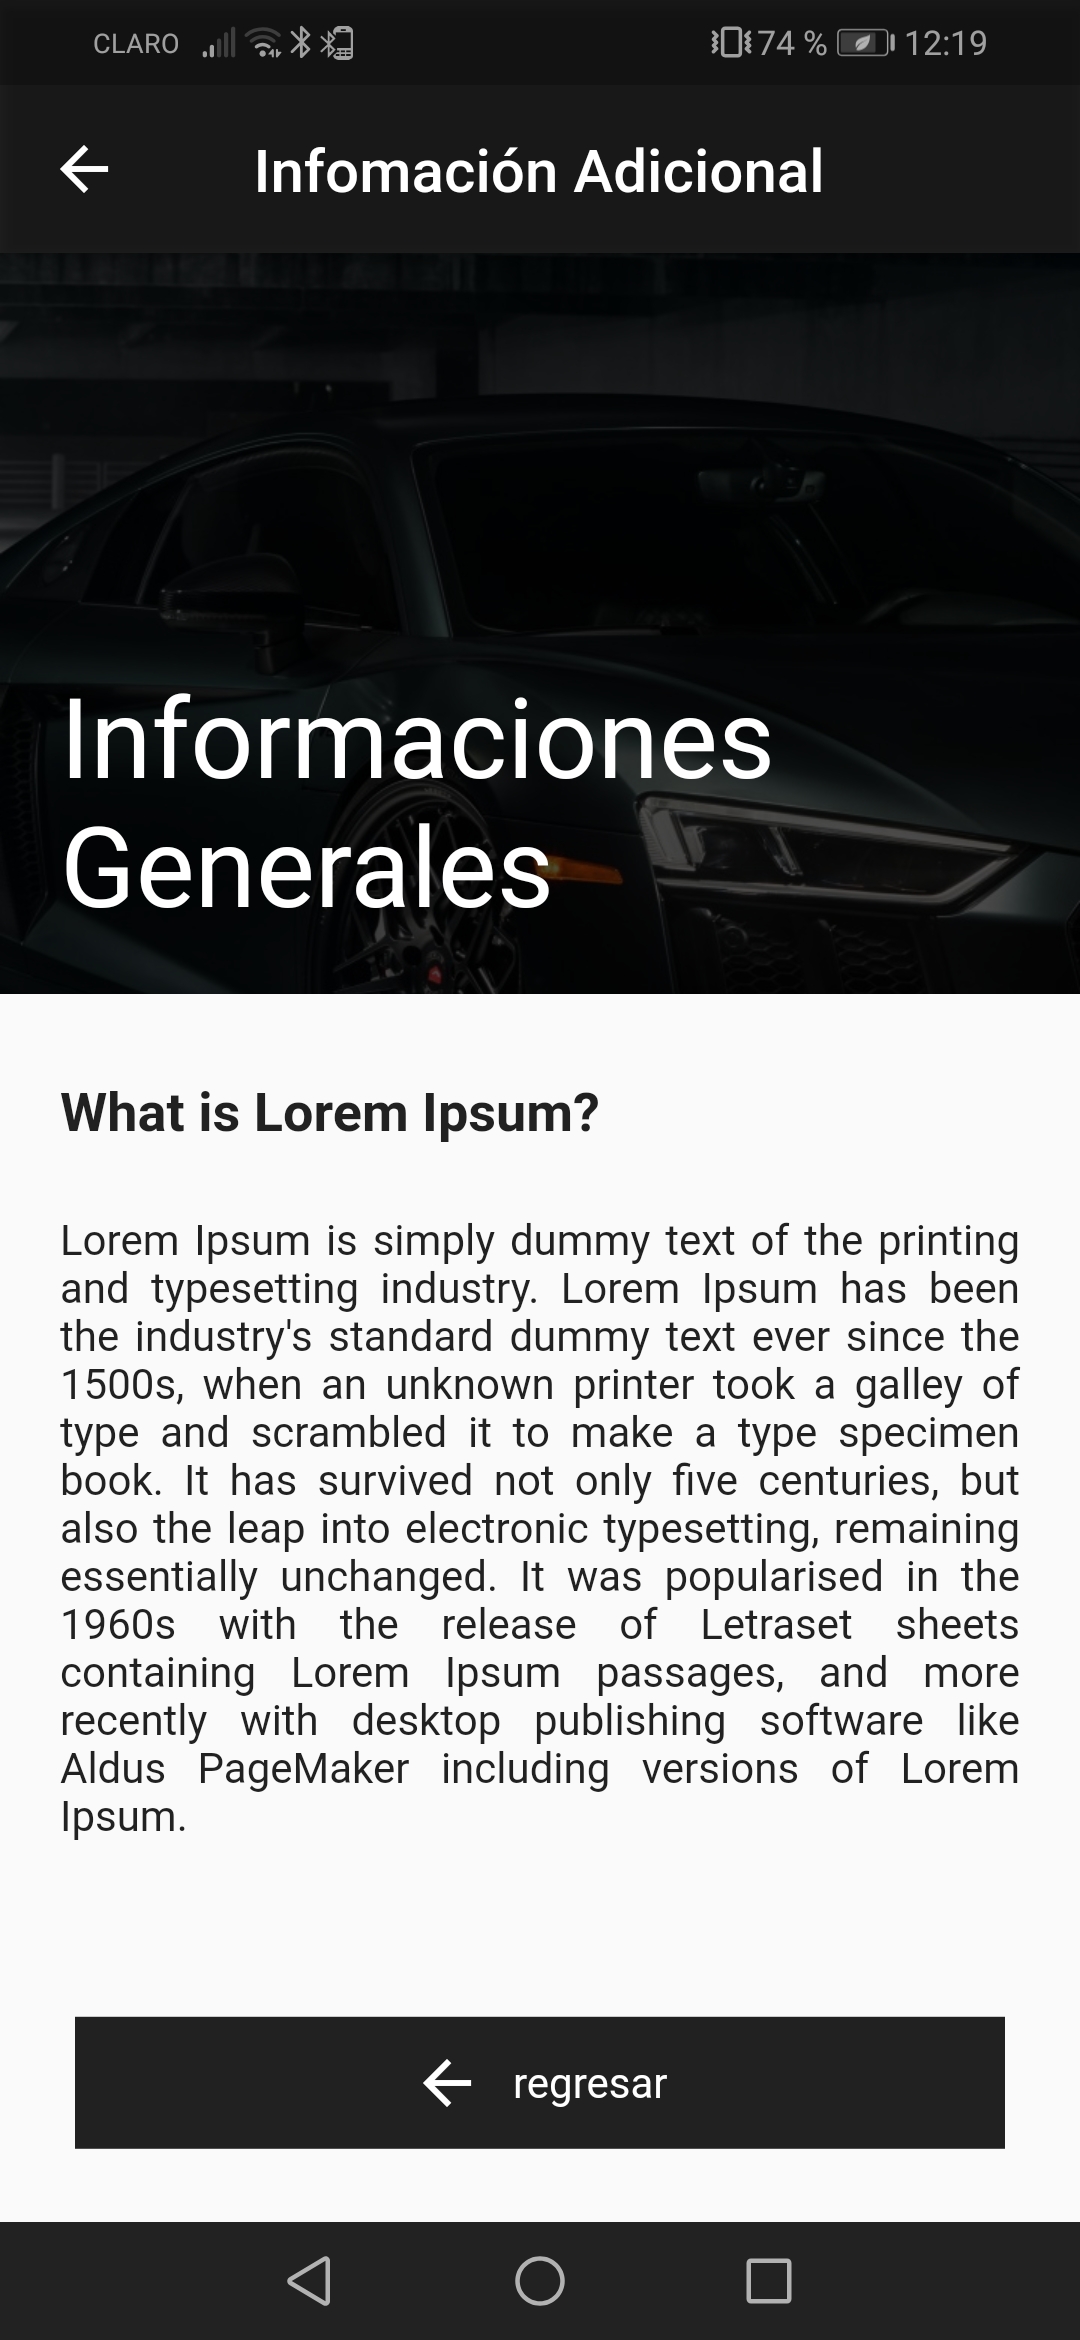 CLARO 74 % 12:19
Infomación Adicional
Informaciones
Generales
What is Lorem Ipsum?
Lorem Ipsum is simply dummy text of the printing
and typesetting industry. Lorem Ipsum has been
the industry's standard dummy text ever since the
1500s, when an unknown printer took a galley of
type and scrambled it to make a type specimen
book. It has survived not only five centuries, but
also the leap into electronic typesetting, remaining
essentially unchanged. It was popularised in the
1960s with the release of Letraset sheets
containing Lorem Ipsum passages, and more
recently with desktop publishing software like
Aldus PageMaker including versions of Lorem
Ipsum.
regresar